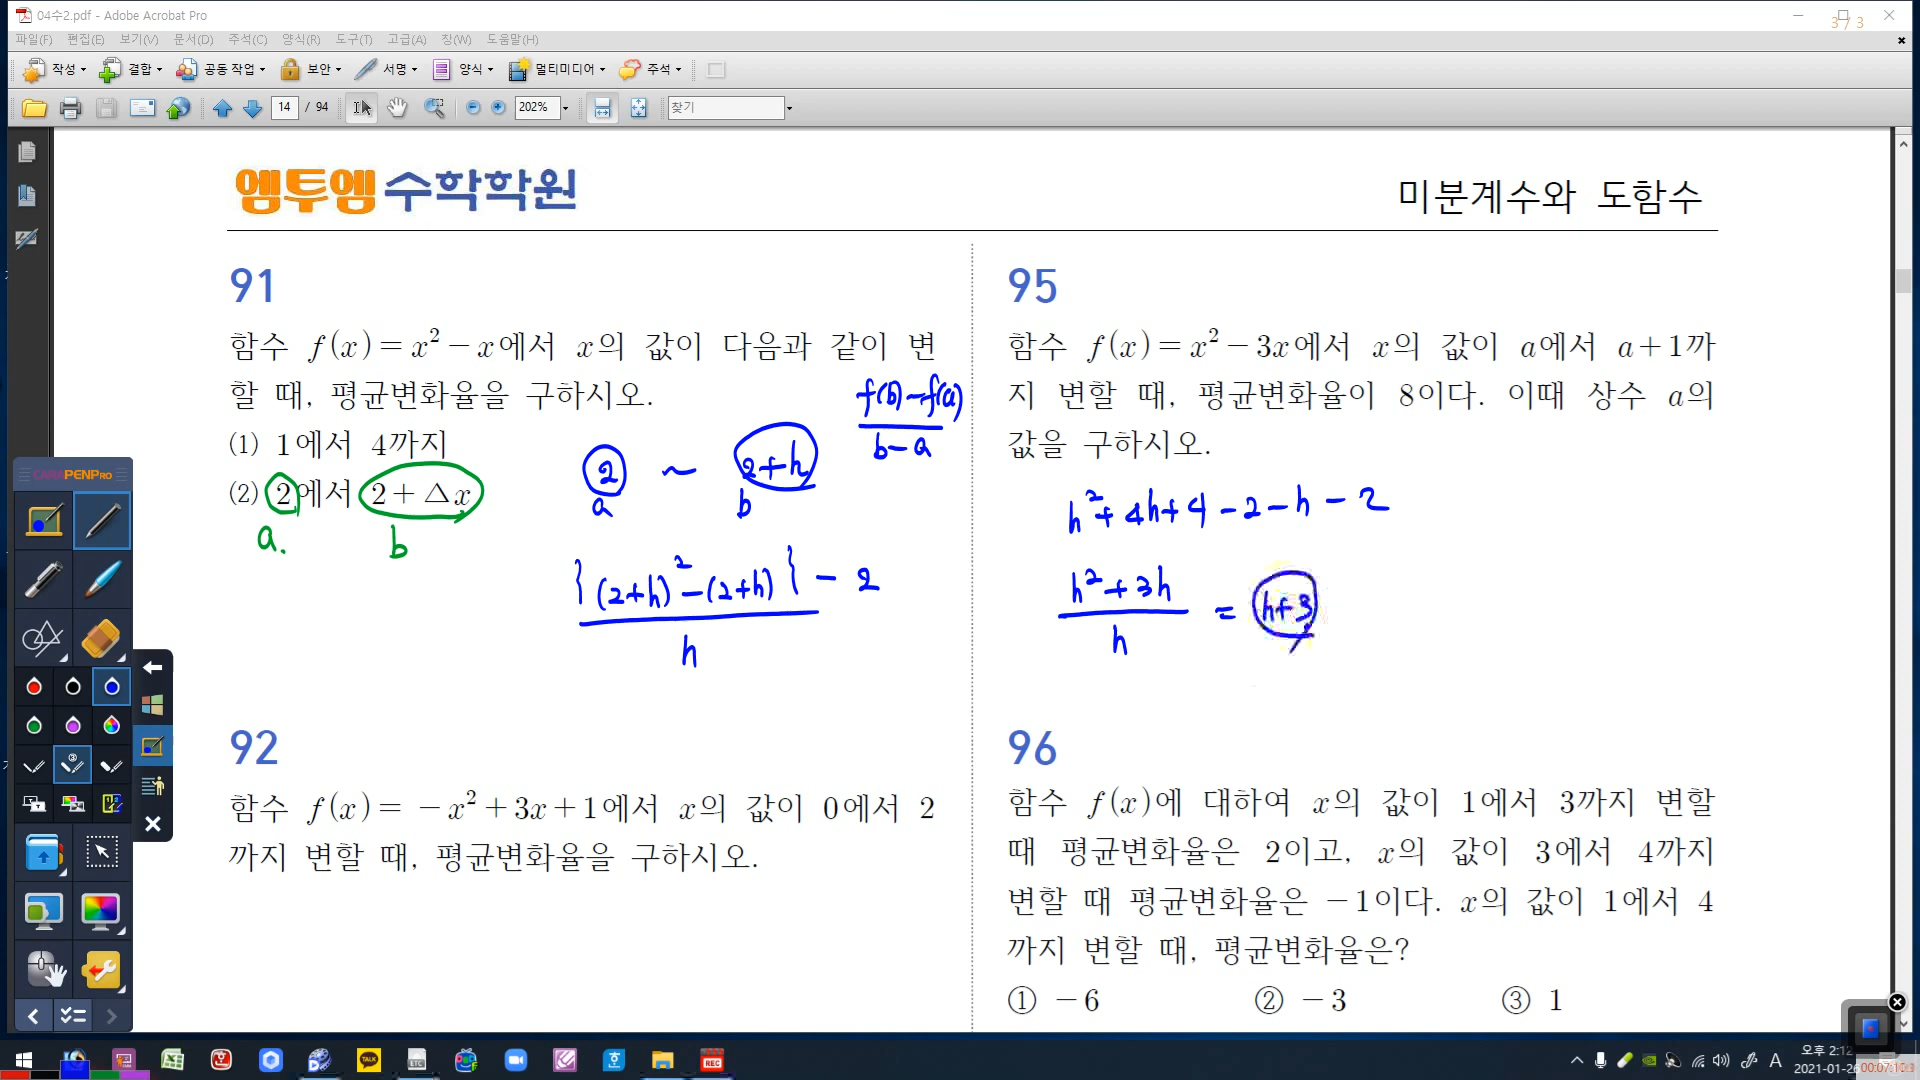 04수2.pdf - Adobe Acrobat Pro
3 / 3
파일(F) 편집(E) 보기(V) 문서(D) 주석(C) 양식(R) 도구(T) 고급(A) 창(W) 도움말(H)
작성 결합 공동 작업 보안 서명 양식 멀티미디어 주석
14 / 94 202% 찾기
엠투엠수학학원
미분계수와 도함수
91
함수 f(x)=x²-x에서 x의 값이 다음과 같이 변
할 때, 평균변화율을 구하시오.
f(b)-f(a)
b-a
(1) 1에서 4까지
(2) 2에서 2+△x
a. b
2 ~ 2+h
a b
{(2+h)²-(2+h)}-2
h
92
함수 f(x)=-x²+3x+1에서 x의 값이 0에서 2
까지 변할 때, 평균변화율을 구하시오.
95
함수 f(x)=x²-3x에서 x의 값이 a에서 a+1까
지 변할 때, 평균변화율이 8이다. 이때 상수 a의
값을 구하시오.
h²+4h+4-2-h-2
h²+3h
h
= h+3
96
함수 f(x)에 대하여 x의 값이 1에서 3까지 변할
때 평균변화율은 2이고, x의 값이 3에서 4까지
변할 때 평균변화율은 -1이다. x의 값이 1에서 4
까지 변할 때, 평균변화율은?
① -6 ② -3 ③ 1
CARAPENPRO
TALK
REC
A
오후 2:12
2021-01-26